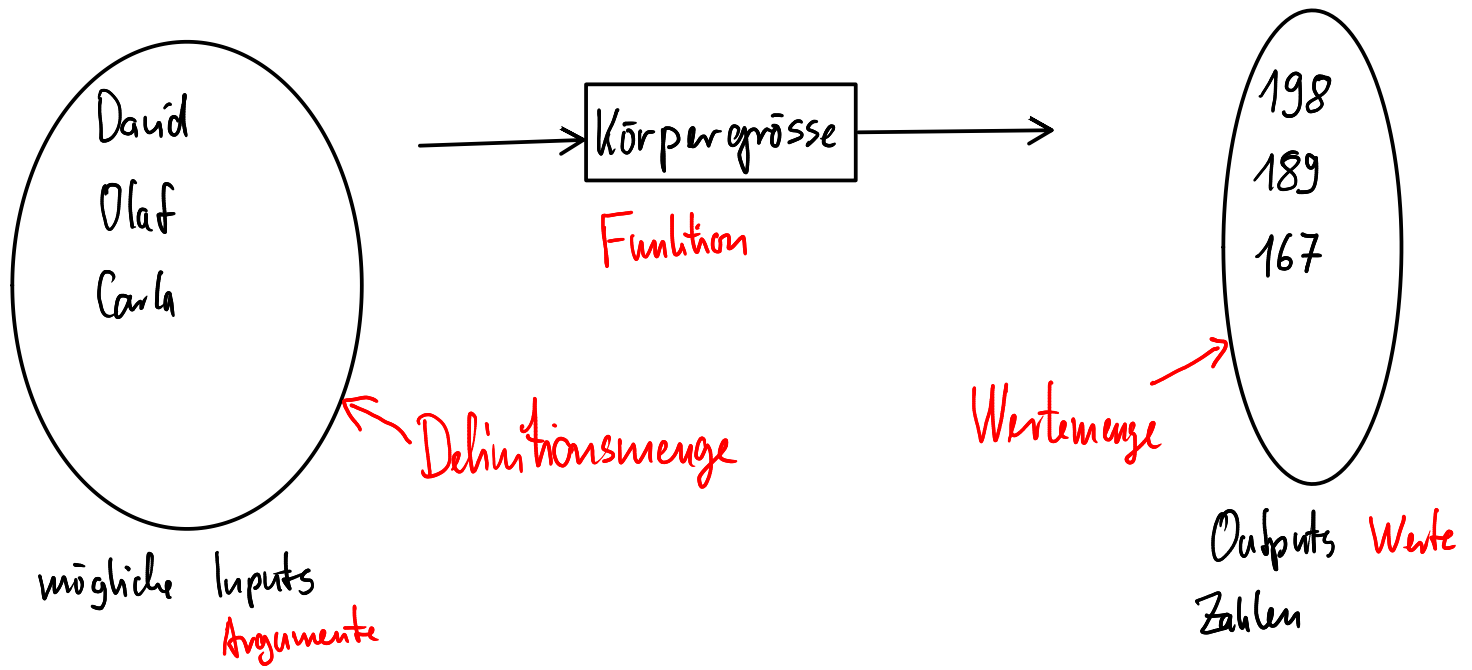 David
Olaf
Carla
Körpergrösse
Funktion
198
189
167
Definitionsmenge
Wertemenge
mögliche Inputs
Argumente
Outputs Werte
Zahlen